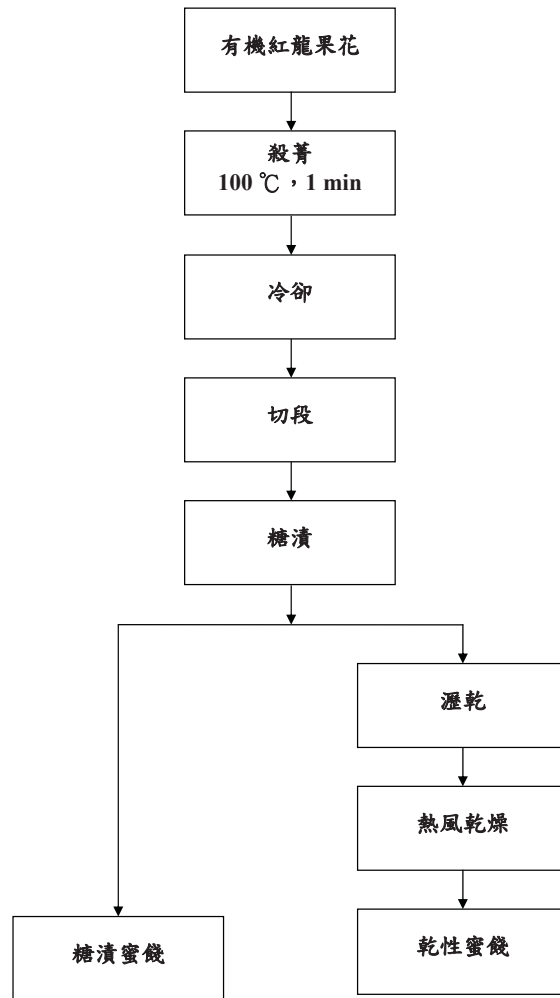 有機紅龍果花
殺菁
100 ℃，1 min
冷卻
切段
糖漬
瀝乾
熱風乾燥
糖漬蜜餞
乾性蜜餞